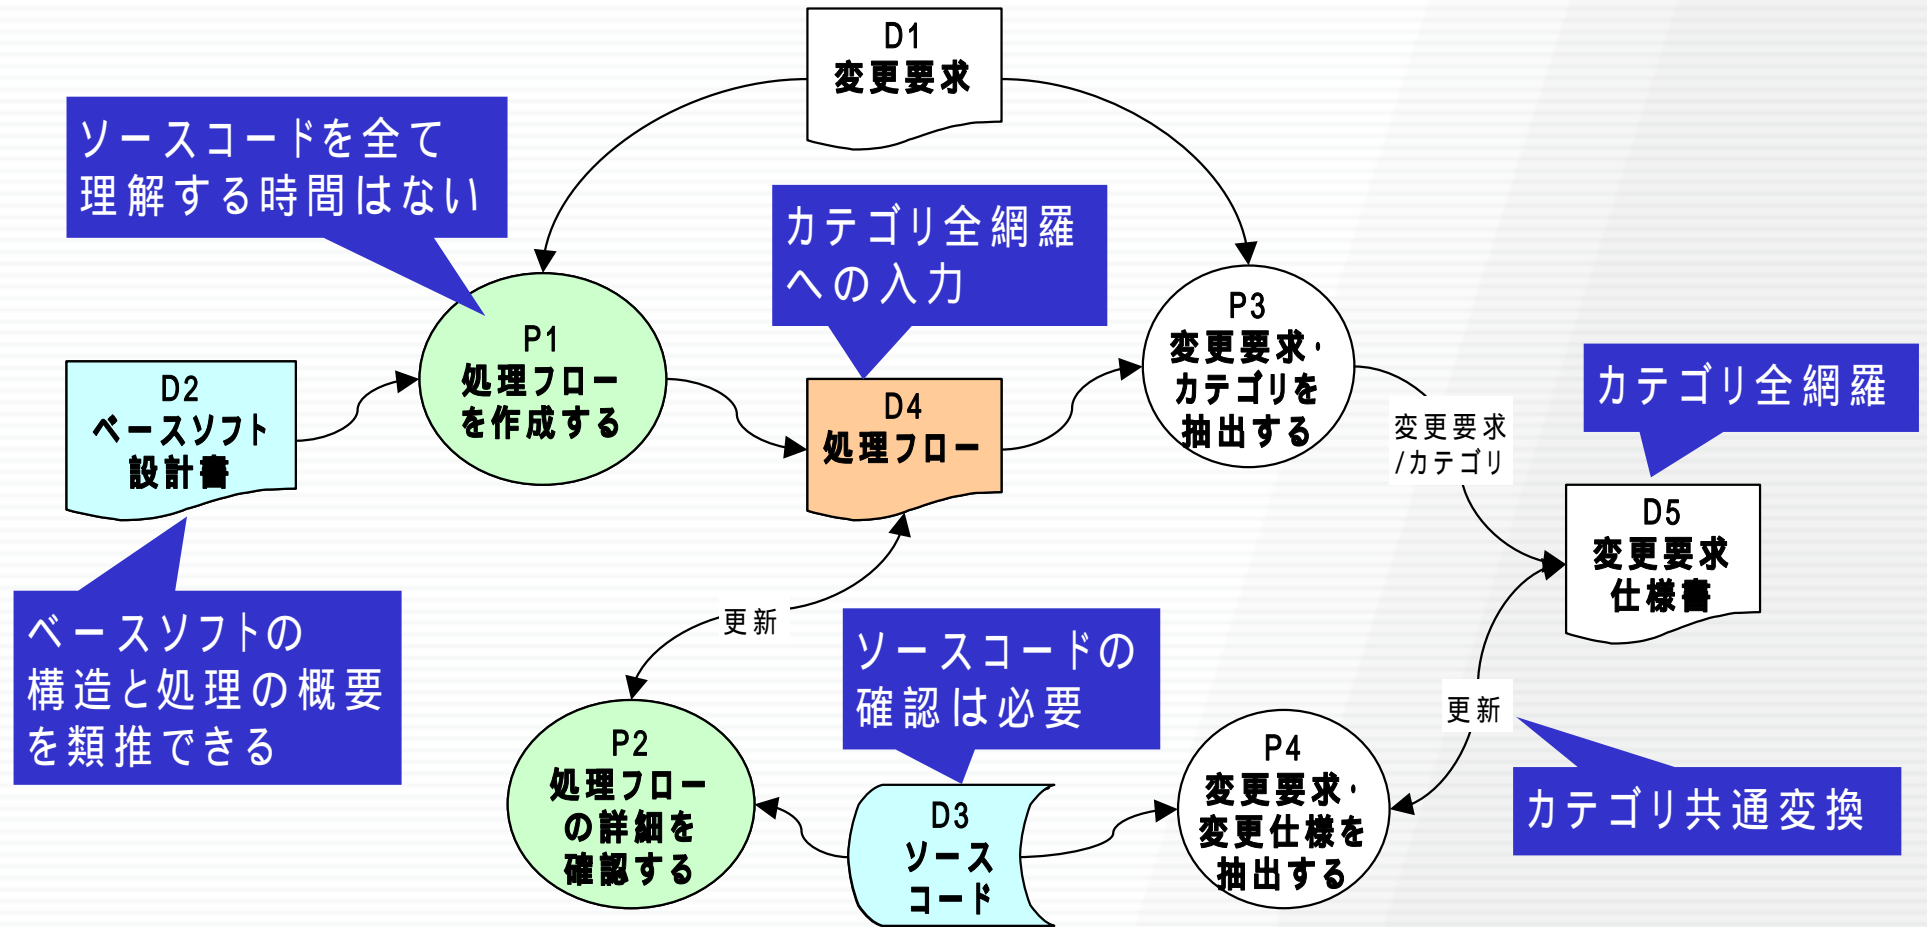 D1
変更要求
ソースコードを全て
理解する時間はない
カテゴリ全網羅
への入力
P1
処理フロー
を作成する
P3
変更要求・
カテゴリを
抽出する
D2
ベースソフト
設計書
D4
処理フロー
カテゴリ全網羅
変更要求
/カテゴリ
D5
変更要求
仕様書
ベースソフトの
構造と処理の概要
を類推できる
更新
ソースコードの
確認は必要
更新
P2
処理フロー
の詳細を
確認する
D3
ソース
コード
P4
変更要求・
変更仕様を
抽出する
カテゴリ共通変換